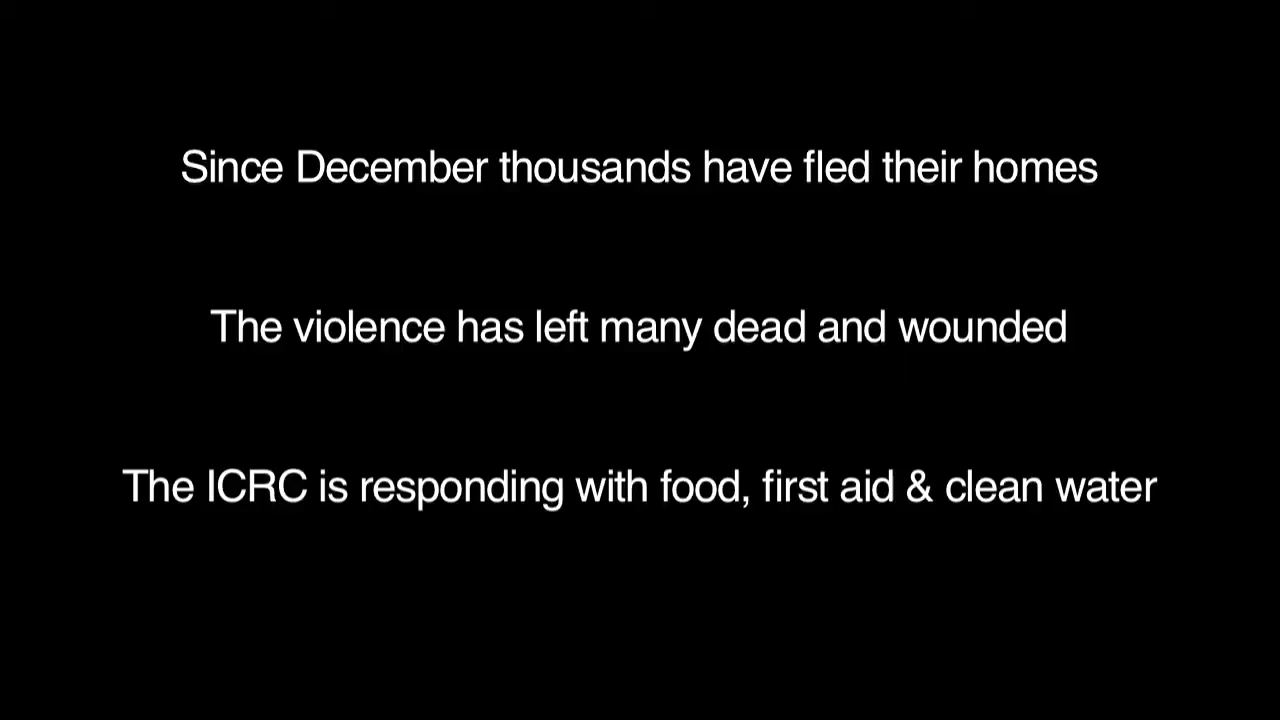 Since December thousands have fled their homes
The violence has left many dead and wounded
The ICRC is responding with food, first aid & clean water